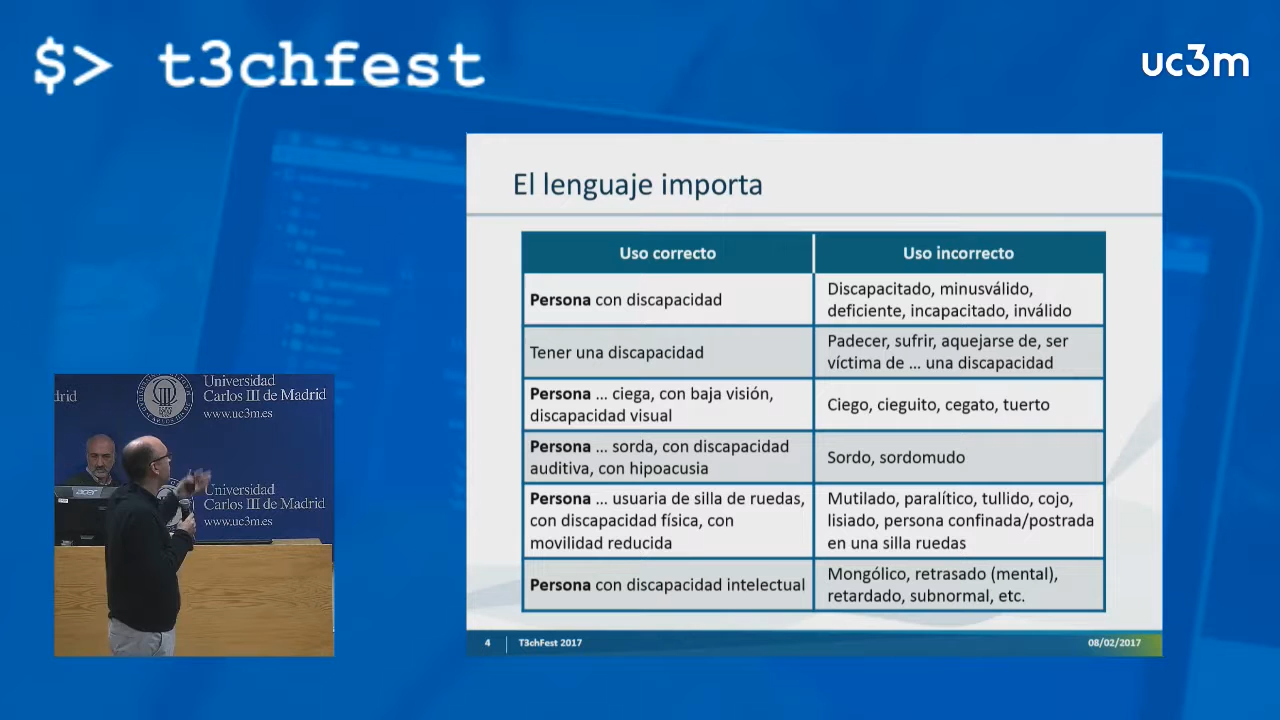 $> t3chfest
uc3m
El lenguaje importa
Uso correcto
Uso incorrecto
Persona con discapacidad
Discapacitado, minusválido,
deficiente, incapacitado, inválido
Tener una discapacidad
Padecer, sufrir, aquejarse de, ser
víctima de ... una discapacidad
Persona ... ciega, con baja visión,
discapacidad visual
Ciego, cieguito, cegato, tuerto
Persona ... sorda, con discapacidad
auditiva, con hipoacusia
Sordo, sordomudo
Persona ... usuaria de silla de ruedas,
con discapacidad física, con
movilidad reducida
Mutilado, paralítico, tullido, cojo,
lisiado, persona confinada/postrada
en una silla ruedas
Persona con discapacidad intelectual
Mongólico, retrasado (mental),
retardado, subnormal, etc.
4
T3chFest 2017
08/02/2017
drid
Universidad
Carlos III de Madrid
www.uc3m.es
acer
Universidad
Carlos III de Madrid
www.uc3m.es